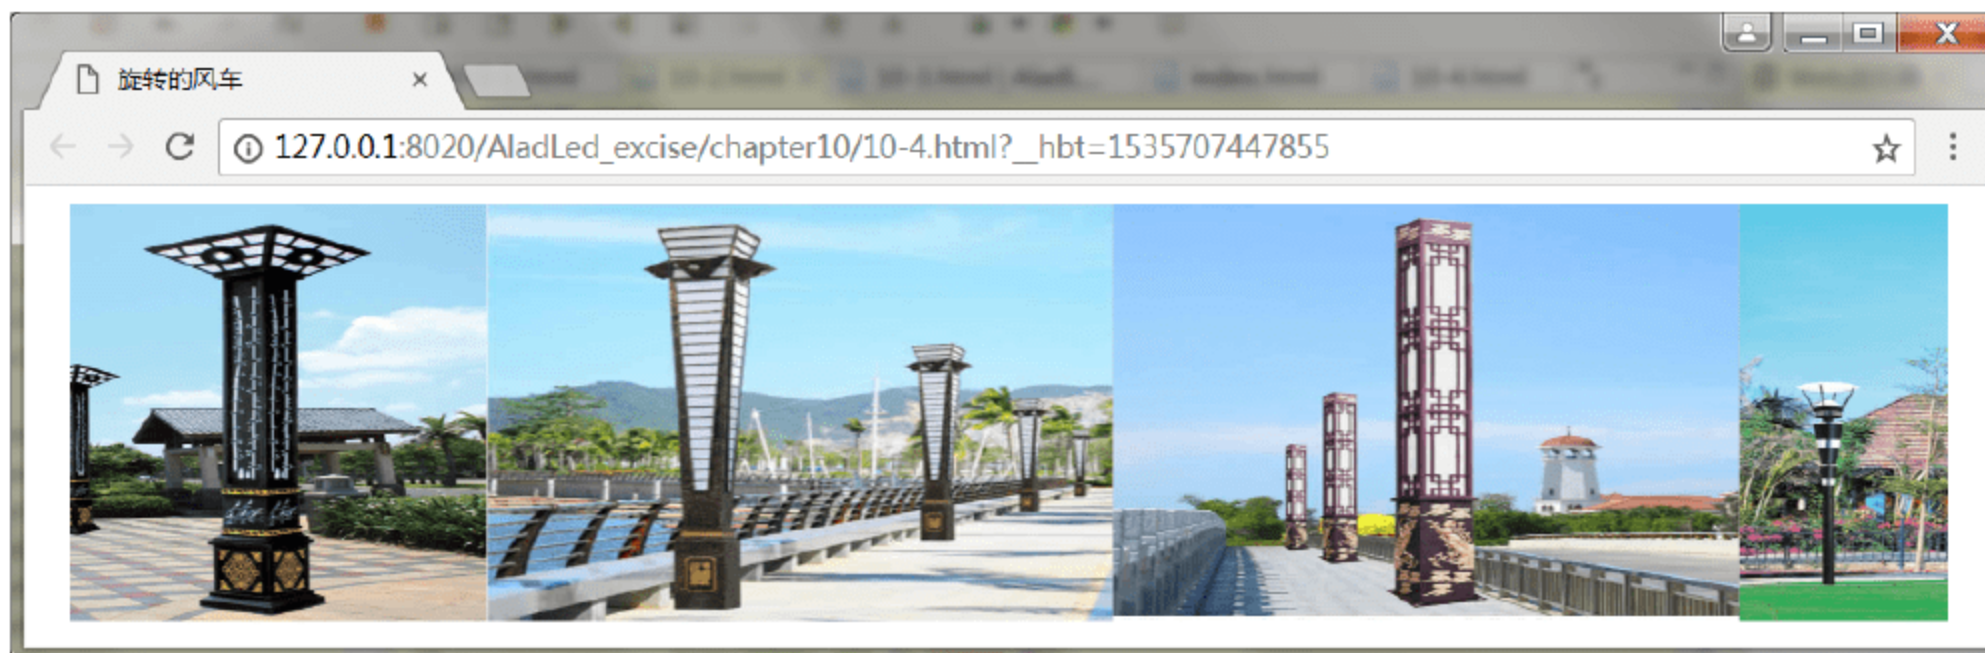 旋转的风车
127.0.0.1:8020/AladLed_excise/chapter10/10-4.html?__hbt=1535707447855